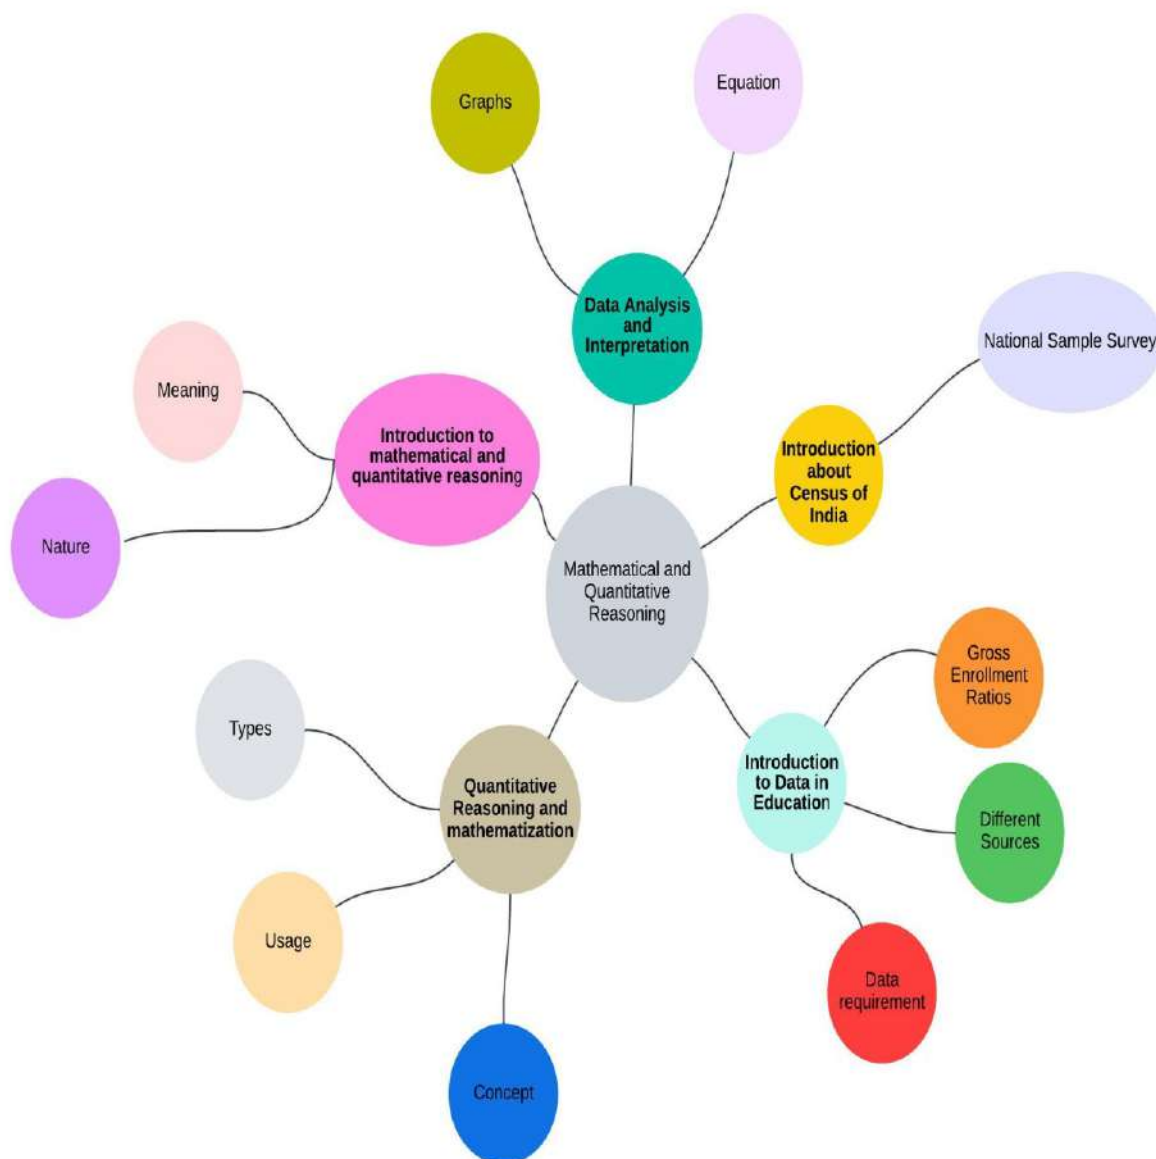 Graphs
Equation
Data Analysis
and
Interpretation
National Sample Survey
Meaning
Introduction to
mathematical and
quantitative reasoning
Introduction
about
Census of
India
Nature
Mathematical and
Quantitative
Reasoning
Gross
Enrollment
Ratios
Types
Quantitative
Reasoning and
mathematization
Introduction
to Data in
Education
Different
Sources
Usage
Data
requirement
Concept